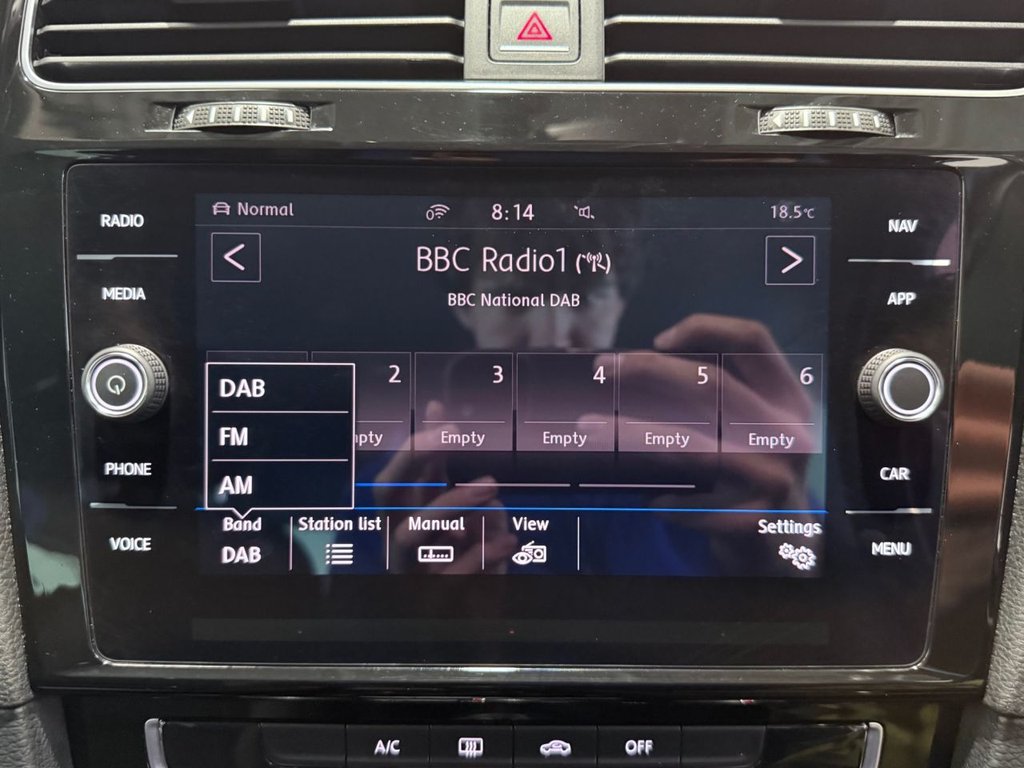 RADIO
MEDIA
PHONE
VOICE
Normal
8:14
18.5°C
<
BBC Radio1
>
BBC National DAB
2
3
4
5
6
Empty
Empty
Empty
Empty
DAB
FM
AM
Band
DAB
Station list
Manual
View
Settings
NAV
APP
CAR
MENU
A/C
OFF